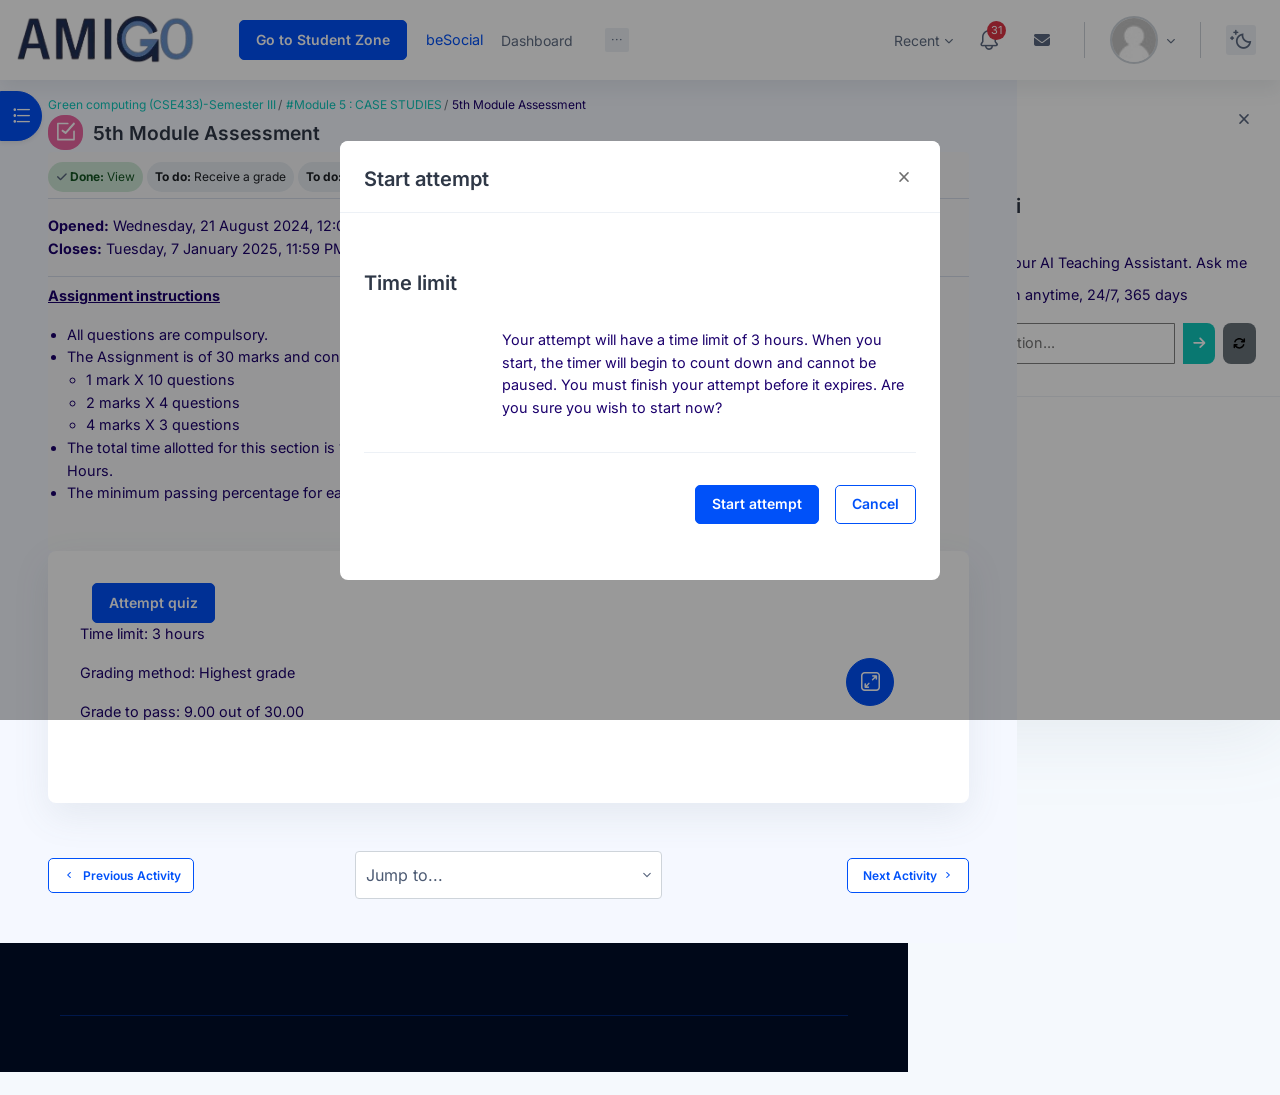 AMIGO
Go to Student Zone
beSocial
Dashboard
Recent
31
Green computing (CSE433)-Semester III / #Module 5 : CASE STUDIES / 5th Module Assessment
5th Module Assessment
Done: View
To do: Receive a grade
To do:
Opened: Wednesday, 21 August 2024, 12:0
Closes: Tuesday, 7 January 2025, 11:59 PM
Assignment instructions
All questions are compulsory.
The Assignment is of 30 marks and con
1 mark X 10 questions
2 marks X 4 questions
4 marks X 3 questions
The total time allotted for this section is
Hours.
The minimum passing percentage for ea
Start attempt
Time limit
Your attempt will have a time limit of 3 hours. When you
start, the timer will begin to count down and cannot be
paused. You must finish your attempt before it expires. Are
you sure you wish to start now?
Start attempt
Cancel
i
our AI Teaching Assistant. Ask me
n anytime, 24/7, 365 days
tion...
Attempt quiz
Time limit: 3 hours
Grading method: Highest grade
Grade to pass: 9.00 out of 30.00
Previous Activity
Jump to...
Next Activity